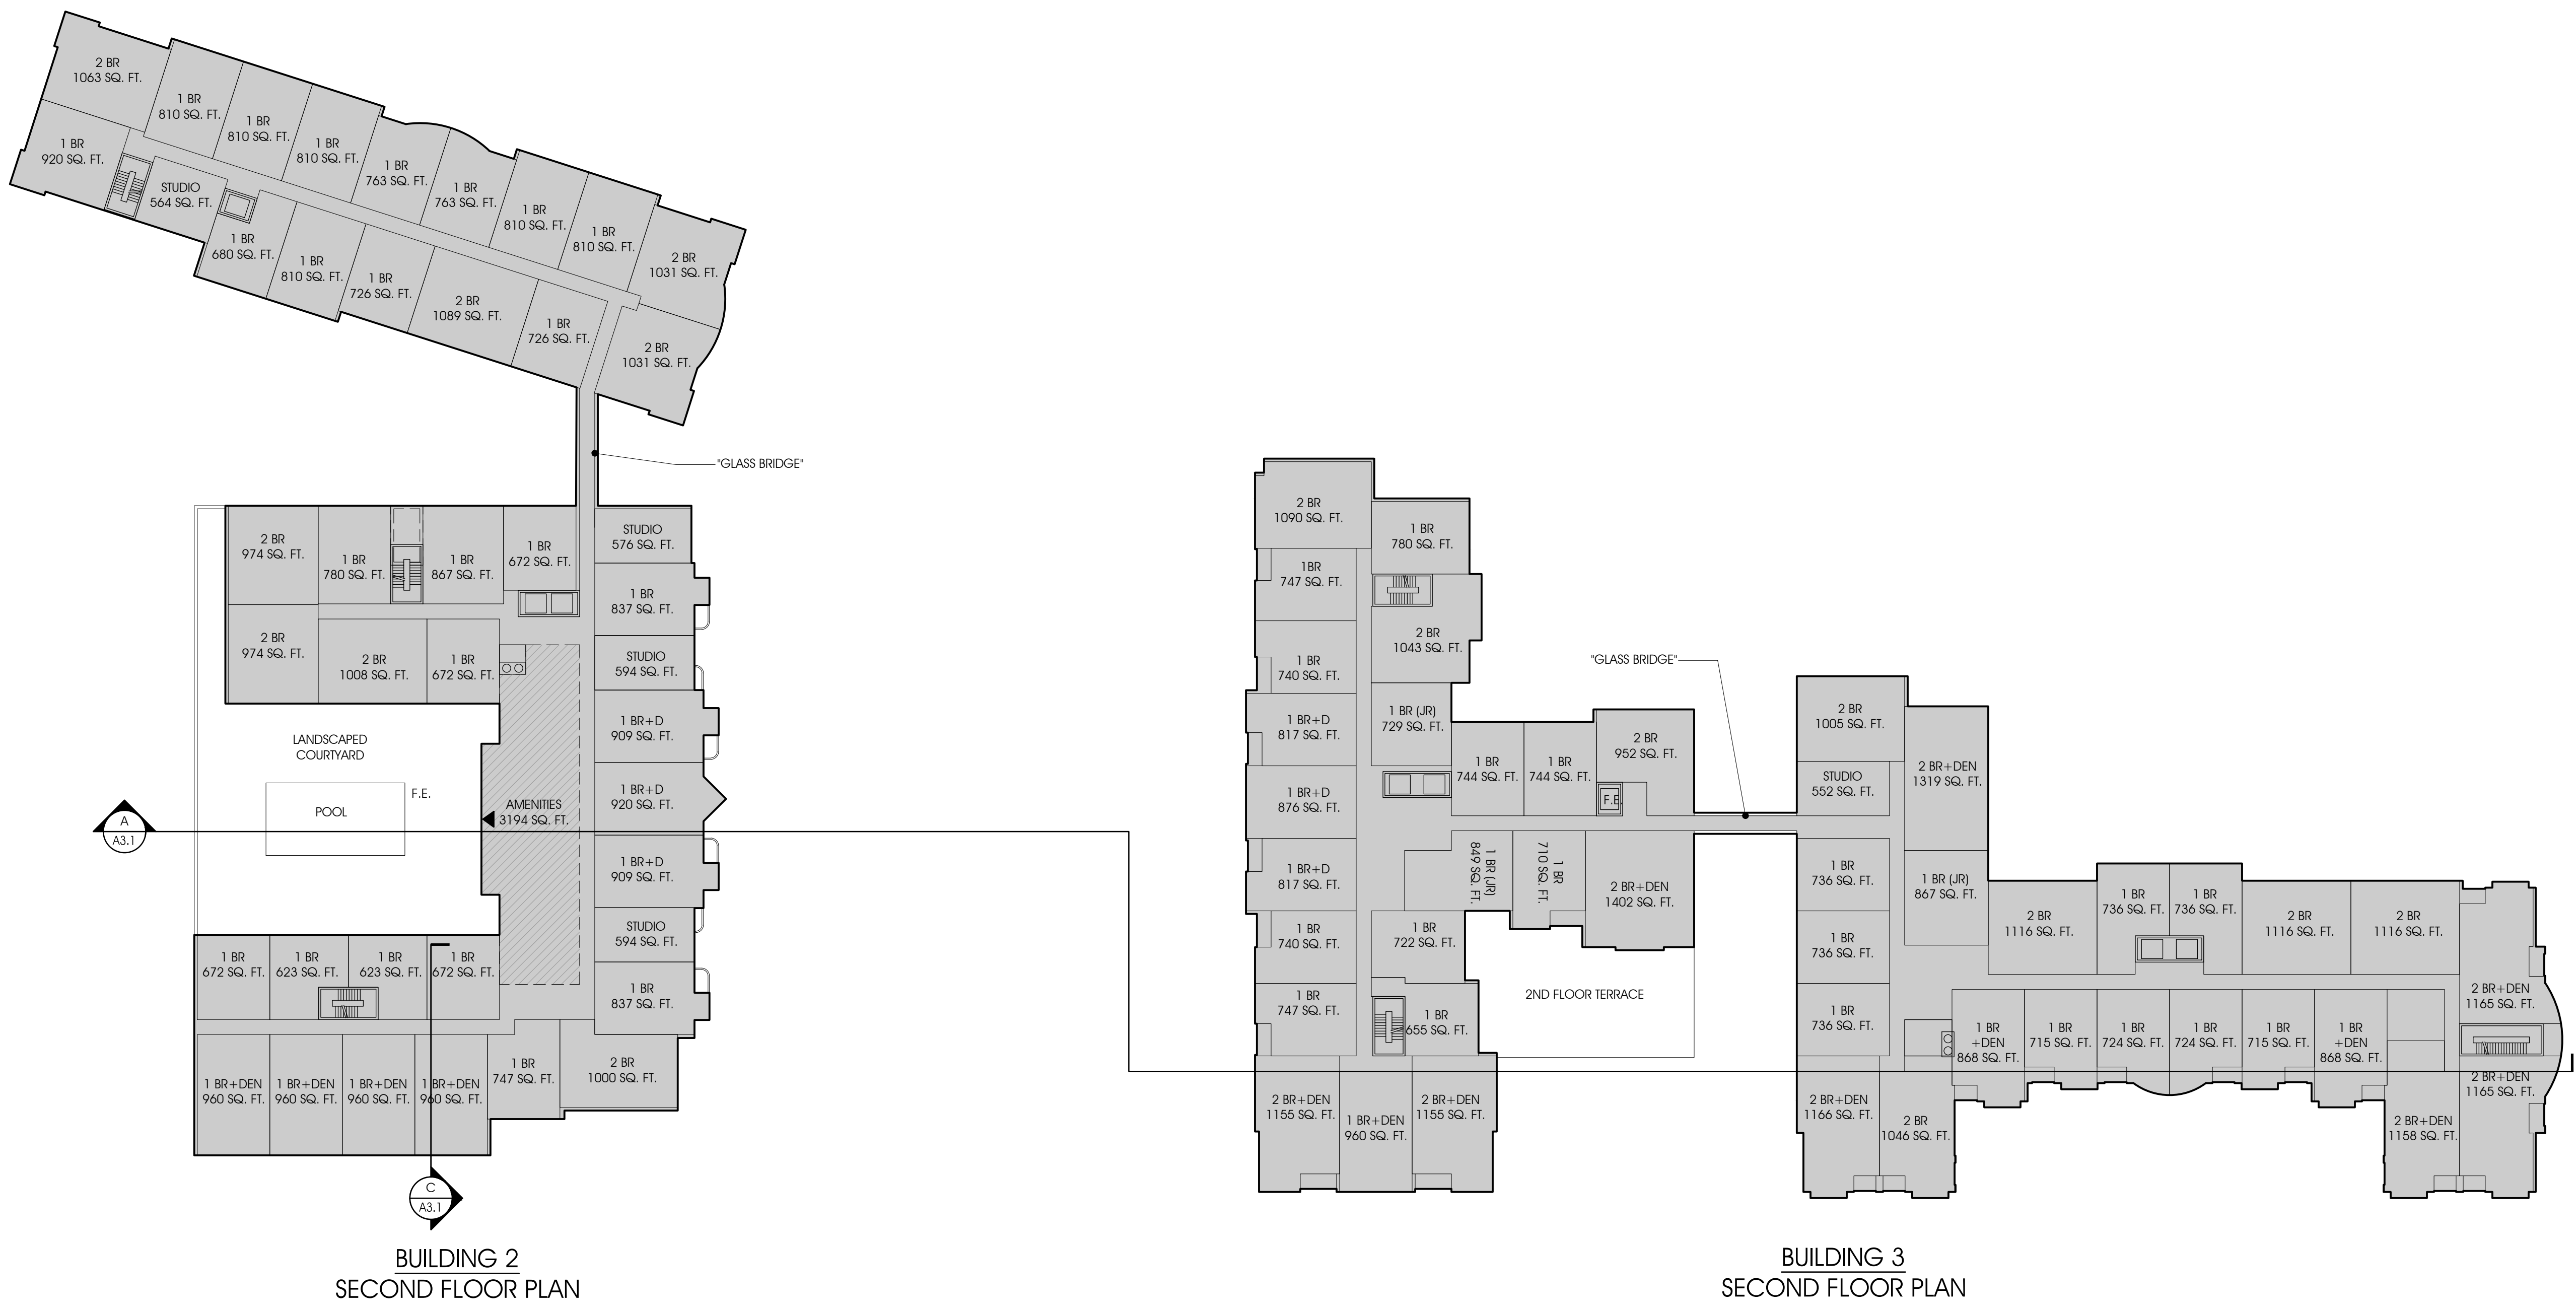 2 BR
1063 SQ. FT.
1 BR
810 SQ. FT.
1 BR
810 SQ. FT.
1 BR
810 SQ. FT.
1 BR
763 SQ. FT.
1 BR
763 SQ. FT.
1 BR
810 SQ. FT.
1 BR
810 SQ. FT.
2 BR
1031 SQ. FT.
1 BR
920 SQ. FT.
STUDIO
564 SQ. FT.
1 BR
680 SQ. FT.
1 BR
810 SQ. FT.
1 BR
726 SQ. FT.
2 BR
1089 SQ. FT.
1 BR
726 SQ. FT.
2 BR
1031 SQ. FT.
"GLASS BRIDGE"
2 BR
974 SQ. FT.
1 BR
780 SQ. FT.
1 BR
867 SQ. FT.
1 BR
672 SQ. FT.
STUDIO
576 SQ. FT.
1 BR
837 SQ. FT.
2 BR
974 SQ. FT.
2 BR
1008 SQ. FT.
1 BR
672 SQ. FT.
STUDIO
594 SQ. FT.
1 BR+D
909 SQ. FT.
LANDSCAPED
COURTYARD
POOL
F.E.
AMENITIES
3194 SQ. FT.
1 BR+D
920 SQ. FT.
1 BR+D
909 SQ. FT.
STUDIO
594 SQ. FT.
1 BR
837 SQ. FT.
A
A3.1
1 BR
672 SQ. FT.
1 BR
623 SQ. FT.
1 BR
623 SQ. FT.
1 BR
672 SQ. FT.
1 BR+DEN
960 SQ. FT.
1 BR+DEN
960 SQ. FT.
1 BR+DEN
960 SQ. FT.
1 BR+DEN
960 SQ. FT.
1 BR
747 SQ. FT.
2 BR
1000 SQ. FT.
C
A3.1
BUILDING 2
SECOND FLOOR PLAN
2 BR
1090 SQ. FT.
1 BR
780 SQ. FT.
1BR
747 SQ. FT.
2 BR
1043 SQ. FT.
1 BR
740 SQ. FT.
1 BR+D
817 SQ. FT.
1 BR (JR)
729 SQ. FT.
1 BR
744 SQ. FT.
1 BR
744 SQ. FT.
2 BR
952 SQ. FT.
F.E.
"GLASS BRIDGE"
1 BR+D
876 SQ. FT.
1 BR+D
817 SQ. FT.
1 BR (JR)
849 SQ. FT.
1 BR
710 SQ. FT.
2 BR+DEN
1402 SQ. FT.
1 BR
740 SQ. FT.
1 BR
722 SQ. FT.
2ND FLOOR TERRACE
1 BR
747 SQ. FT.
1 BR
655 SQ. FT.
2 BR+DEN
1155 SQ. FT.
1 BR+DEN
960 SQ. FT.
2 BR+DEN
1155 SQ. FT.
2 BR
1005 SQ. FT.
STUDIO
552 SQ. FT.
2 BR+DEN
1319 SQ. FT.
1 BR
736 SQ. FT.
1 BR (JR)
867 SQ. FT.
1 BR
736 SQ. FT.
1 BR
736 SQ. FT.
2 BR
1116 SQ. FT.
1 BR
736 SQ. FT.
1 BR
736 SQ. FT.
2 BR
1116 SQ. FT.
2 BR
1116 SQ. FT.
2 BR+DEN
1165 SQ. FT.
1 BR
+DEN
868 SQ. FT.
1 BR
715 SQ. FT.
1 BR
724 SQ. FT.
1 BR
724 SQ. FT.
1 BR
715 SQ. FT.
1 BR
+DEN
868 SQ. FT.
2 BR+DEN
1165 SQ. FT.
2 BR+DEN
1166 SQ. FT.
2 BR
1046 SQ. FT.
2 BR+DEN
1158 SQ. FT.
BUILDING 3
SECOND FLOOR PLAN